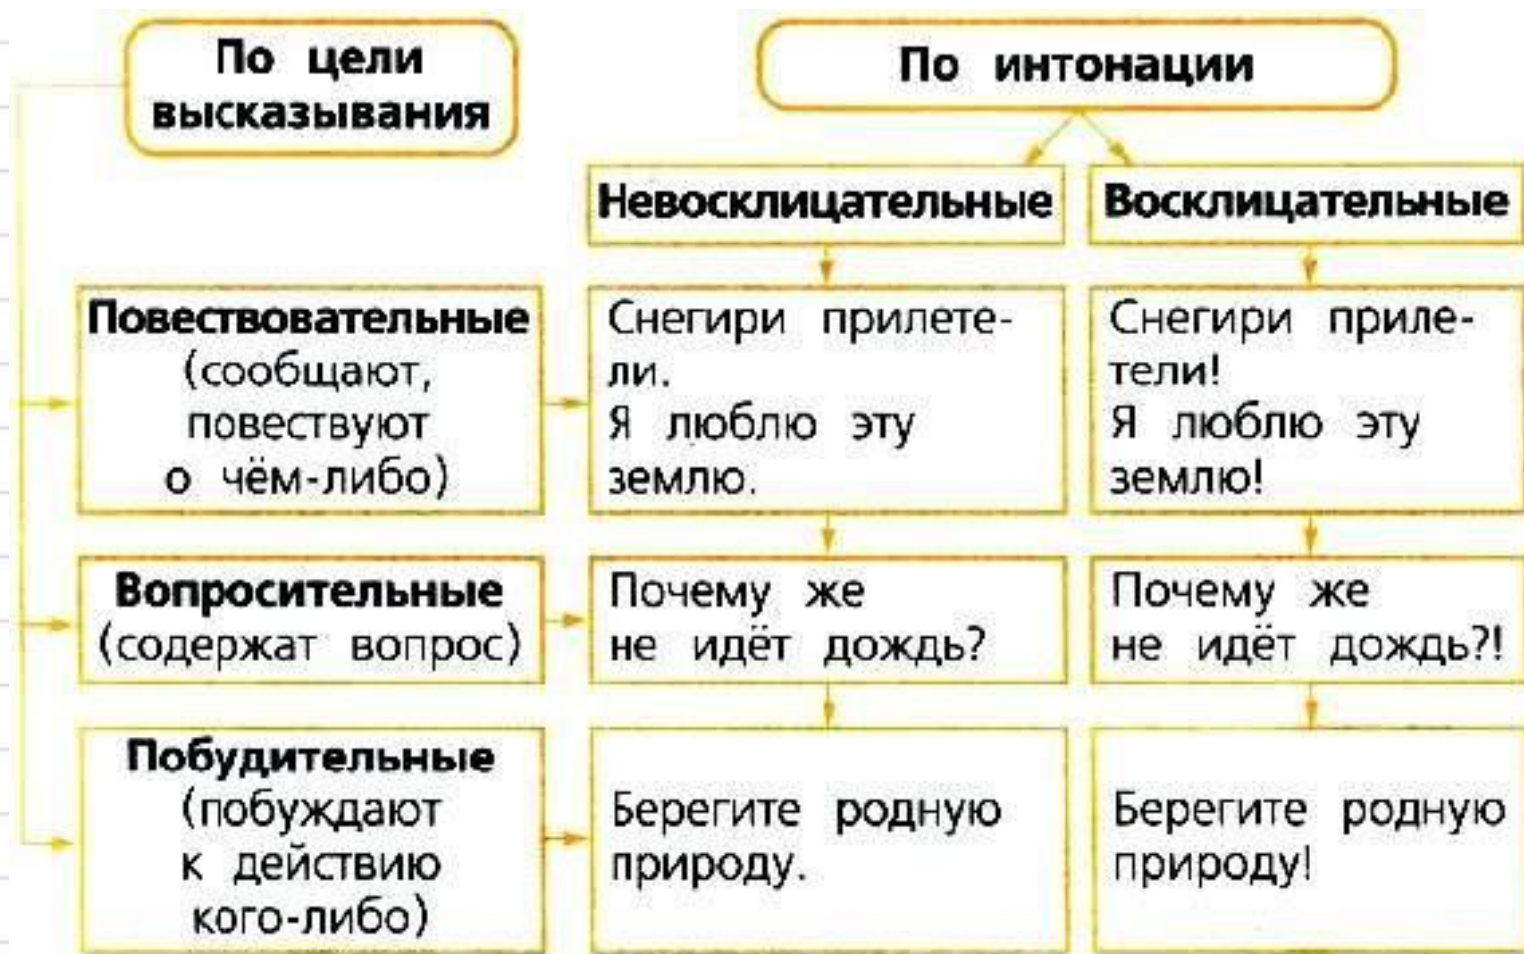 По цели
высказывания
По интонации
Невосклицательные
Восклицательные
Повествовательные
(сообщают,
повествуют
о чём-либо)
Снегири прилете-
ли.
Я люблю эту
землю.
Снегири приле-
тели!
Я люблю эту
землю!
Вопросительные
(содержат вопрос)
Почему же
не идёт дождь?
Почему же
не идёт дождь?!
Побудительные
(побуждают
к действию
кого-либо)
Берегите родную
природу.
Берегите родную
природу!